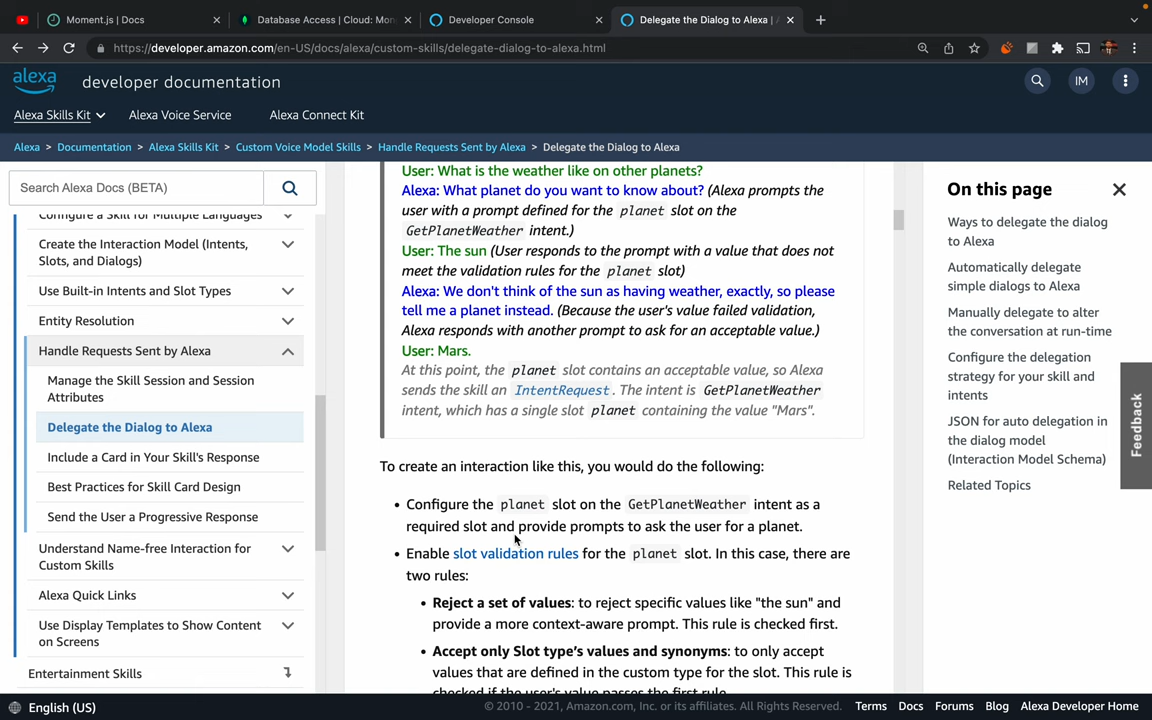 Moment.js | Docs
Database Access | Cloud: Mon
Developer Console
Delegate the Dialog to Alexa | A
https://developer.amazon.com/en-US/docs/alexa/custom-skills/delegate-dialog-to-alexa.html
alexa
developer documentation
IM
Alexa Skills Kit
Alexa Voice Service
Alexa Connect Kit
Alexa > Documentation > Alexa Skills Kit > Custom Voice Model Skills > Handle Requests Sent by Alexa > Delegate the Dialog to Alexa
Search Alexa Docs (BETA)
Configure a Skill for Multiple Languages
Create the Interaction Model (Intents,
Slots, and Dialogs)
Use Built-in Intents and Slot Types
Entity Resolution
Handle Requests Sent by Alexa
Manage the Skill Session and Session
Attributes
Delegate the Dialog to Alexa
Include a Card in Your Skill's Response
Best Practices for Skill Card Design
Send the User a Progressive Response
Understand Name-free Interaction for
Custom Skills
Alexa Quick Links
Use Display Templates to Show Content
on Screens
Entertainment Skills
User: What is the weather like on other planets?
Alexa: What planet do you want to know about? (Alexa prompts the
user with a prompt defined for the planet slot on the
GetPlanetWeather intent.)
User: The sun (User responds to the prompt with a value that does not
meet the validation rules for the planet slot)
Alexa: We don't think of the sun as having weather, exactly, so please
tell me a planet instead. (Because the user's value failed validation,
Alexa responds with another prompt to ask for an acceptable value.)
User: Mars.
At this point, the planet slot contains an acceptable value, so Alexa
sends the skill an IntentRequest. The intent is GetPlanetWeather
intent, which has a single slot planet containing the value "Mars".
To create an interaction like this, you would do the following:
• Configure the planet slot on the GetPlanetWeather intent as a
required slot and provide prompts to ask the user for a planet.
• Enable slot validation rules for the planet slot. In this case, there are
two rules:
• Reject a set of values: to reject specific values like "the sun" and
provide a more context-aware prompt. This rule is checked first.
• Accept only Slot type's values and synonyms: to only accept
values that are defined in the custom type for the slot. This rule is
checked if the user's value passes the first rule.
On this page
Ways to delegate the dialog
to Alexa
Automatically delegate
simple dialogs to Alexa
Manually delegate to alter
the conversation at run-time
Configure the delegation
strategy for your skill and
intents
JSON for auto delegation in
the dialog model
(Interaction Model Schema)
Related Topics
Feedback
English (US)
© 2010 - 2021, Amazon.com, Inc. or its affiliates. All Rights Reserved.
Terms
Docs
Forums
Blog
Alexa Developer Home